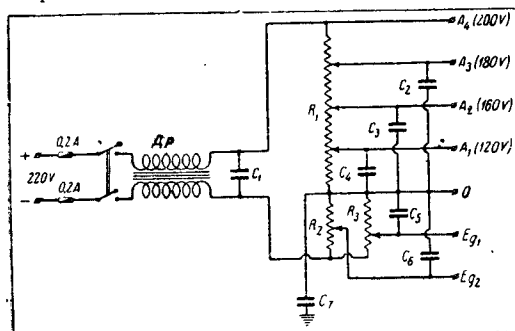 A₄ (200V)
A₃ (180V)
C₂
R₁
A₂ (160V)
C₃
0,2A
Др
+
C₁
A₁ (120V)
C₄
220V
0,2A
0
−
R₂
R₃
C₅
Eg₁
C₆
Eg₂
C₇